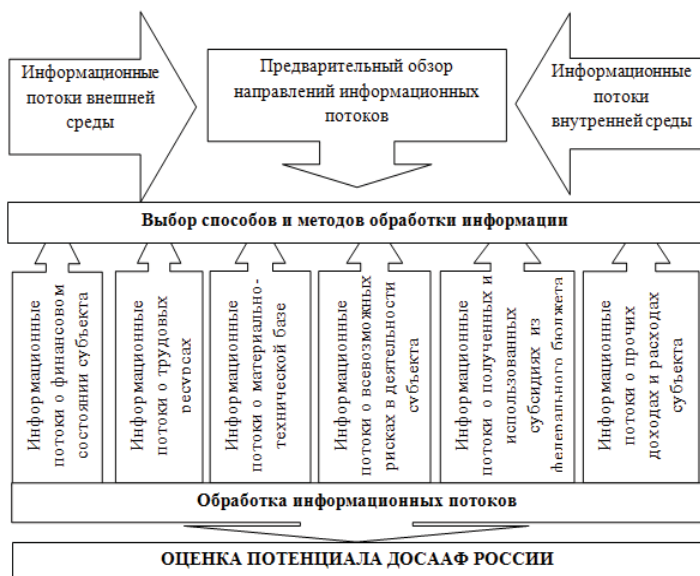 Информационные
потоки внешней
среды
Предварительный обзор
направлений информационных
потоков
Информационные
потоки
внутренней среды
Выбор способов и методов обработки информации
Информационные
потоки о финансовом
состоянии субъекта
Информационные
потоки о трудовых
ресурсах
Информационные
потоки о материально-
технической базе
Информационные
потоки о всевозможных
рисках в деятельности
субъекта
Информационные
потоки о полученных и
использованных
субсидиях из
федерального бюджета
Информационные
потоки о прочих
доходах и расходах
субъекта
Обработка информационных потоков
ОЦЕНКА ПОТЕНЦИАЛА ДОСААФ РОССИИ